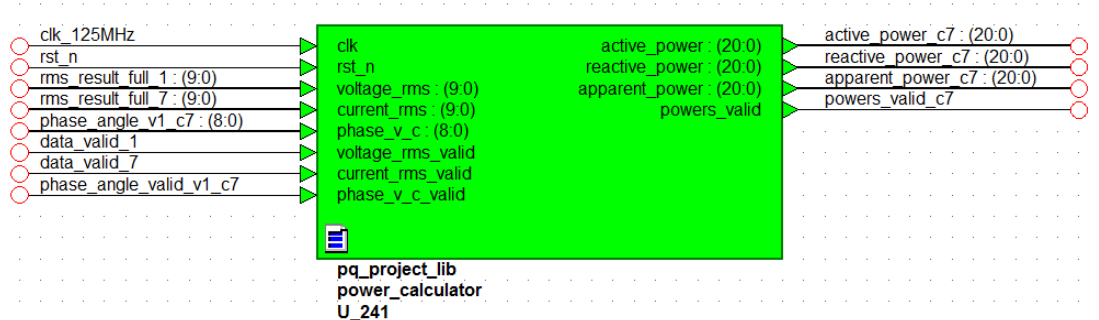 clk_125MHz
rst_n
rms_result_full_1 : (9:0)
rms_result_full_7 : (9:0)
phase_angle_v1_c7 : (8:0)
data_valid_1
data_valid_7
phase_angle_valid_v1_c7
clk
rst_n
voltage_rms : (9:0)
current_rms : (9:0)
phase_v_c : (8:0)
voltage_rms_valid
current_rms_valid
phase_v_c_valid
active_power : (20:0)
reactive_power : (20:0)
apparent_power : (20:0)
powers_valid
active_power_c7 : (20:0)
reactive_power_c7 : (20:0)
apparent_power_c7 : (20:0)
powers_valid_c7
pq_project_lib
power_calculator
U_241